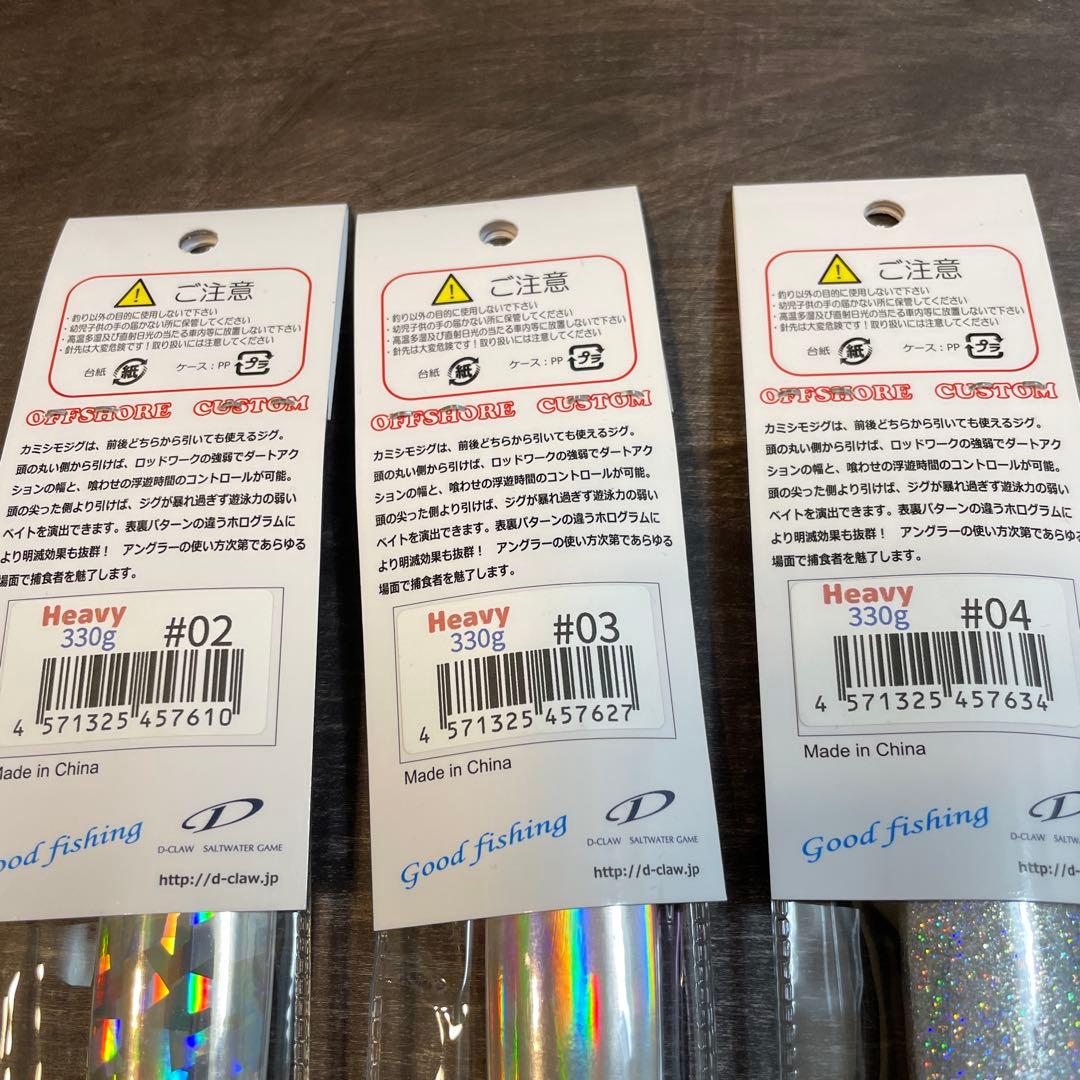 ご注意
・釣り以外の目的に使用しないで下さい
・幼児子供の手の届かない所に保管してください
・高温多湿及び直射日光の当たる車内等に放置しないで下さい
・針先は大変危険です！取り扱いには注意してください
台紙 紙 ケース：PP プラ
OFFSHORE CUSTOM
カミシモジグは、前後どちらから引いても使えるジグ。
頭の丸い側から引けば、ロッドワークの強弱でダートアク
ションの幅と、喰わせの浮遊時間のコントロールが可能。
頭の尖った側より引けば、ジグが暴れ過ぎず遊泳力の弱い
ベイトを演出できます。表裏パターンの違うホログラムに
より明滅効果も抜群！ アングラーの使い方次第であらゆる
場面で捕食者を魅了します。
Heavy
330g #02
4 571325 457610
Made in China
ood fishing
D-CLAW SALTWATER GAME
http://d-claw.jp
ご注意
・釣り以外の目的に使用しないで下さい
・幼児子供の手の届かない所に保管してください
・高温多湿及び直射日光の当たる車内等に放置しないで下さい
・針先は大変危険です！取り扱いには注意してください
台紙 紙 ケース：PP プラ
OFFSHORE CUSTOM
カミシモジグは、前後どちらから引いても使えるジグ。
頭の丸い側から引けば、ロッドワークの強弱でダートアク
ションの幅と、喰わせの浮遊時間のコントロールが可能。
頭の尖った側より引けば、ジグが暴れ過ぎず遊泳力の弱い
ベイトを演出できます。表裏パターンの違うホログラムに
より明滅効果も抜群！ アングラーの使い方次第であらゆる
場面で捕食者を魅了します。
Heavy
330g #03
4 571325 457627
Made in China
Good fishing
D-CLAW SALTWATER GAME
http://d-claw.jp
ご注意
・釣り以外の目的に使用しないで下さい
・幼児子供の手の届かない所に保管してください
・高温多湿及び直射日光の当たる車内等に放置しないで下さい
・針先は大変危険です！取り扱いには注意してください
台紙 紙 ケース：PP プラ
OFFSHORE CUSTOM
カミシモジグは、前後どちらから引いても使えるジグ。
頭の丸い側から引けば、ロッドワークの強弱でダートアク
ションの幅と、喰わせの浮遊時間のコントロールが可能。
頭の尖った側より引けば、ジグが暴れ過ぎず遊泳力の弱い
ベイトを演出できます。表裏パターンの違うホログラムに
より明滅効果も抜群！ アングラーの使い方次第であらゆる
場面で捕食者を魅了します。
Heavy
330g #04
4 571325 457634
Made in China
Good fishing
D-CLAW SALTWATER GAM
http://d-claw.j